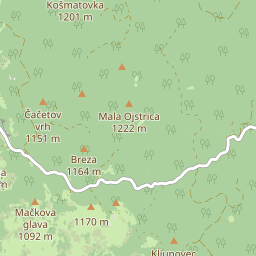 Košmatovka
1201 m
Mala Ojstrica
1222 m
Čačetov
vrh
1151 m
Breza
1164 m
Mačkova
glava
1092 m
1170 m